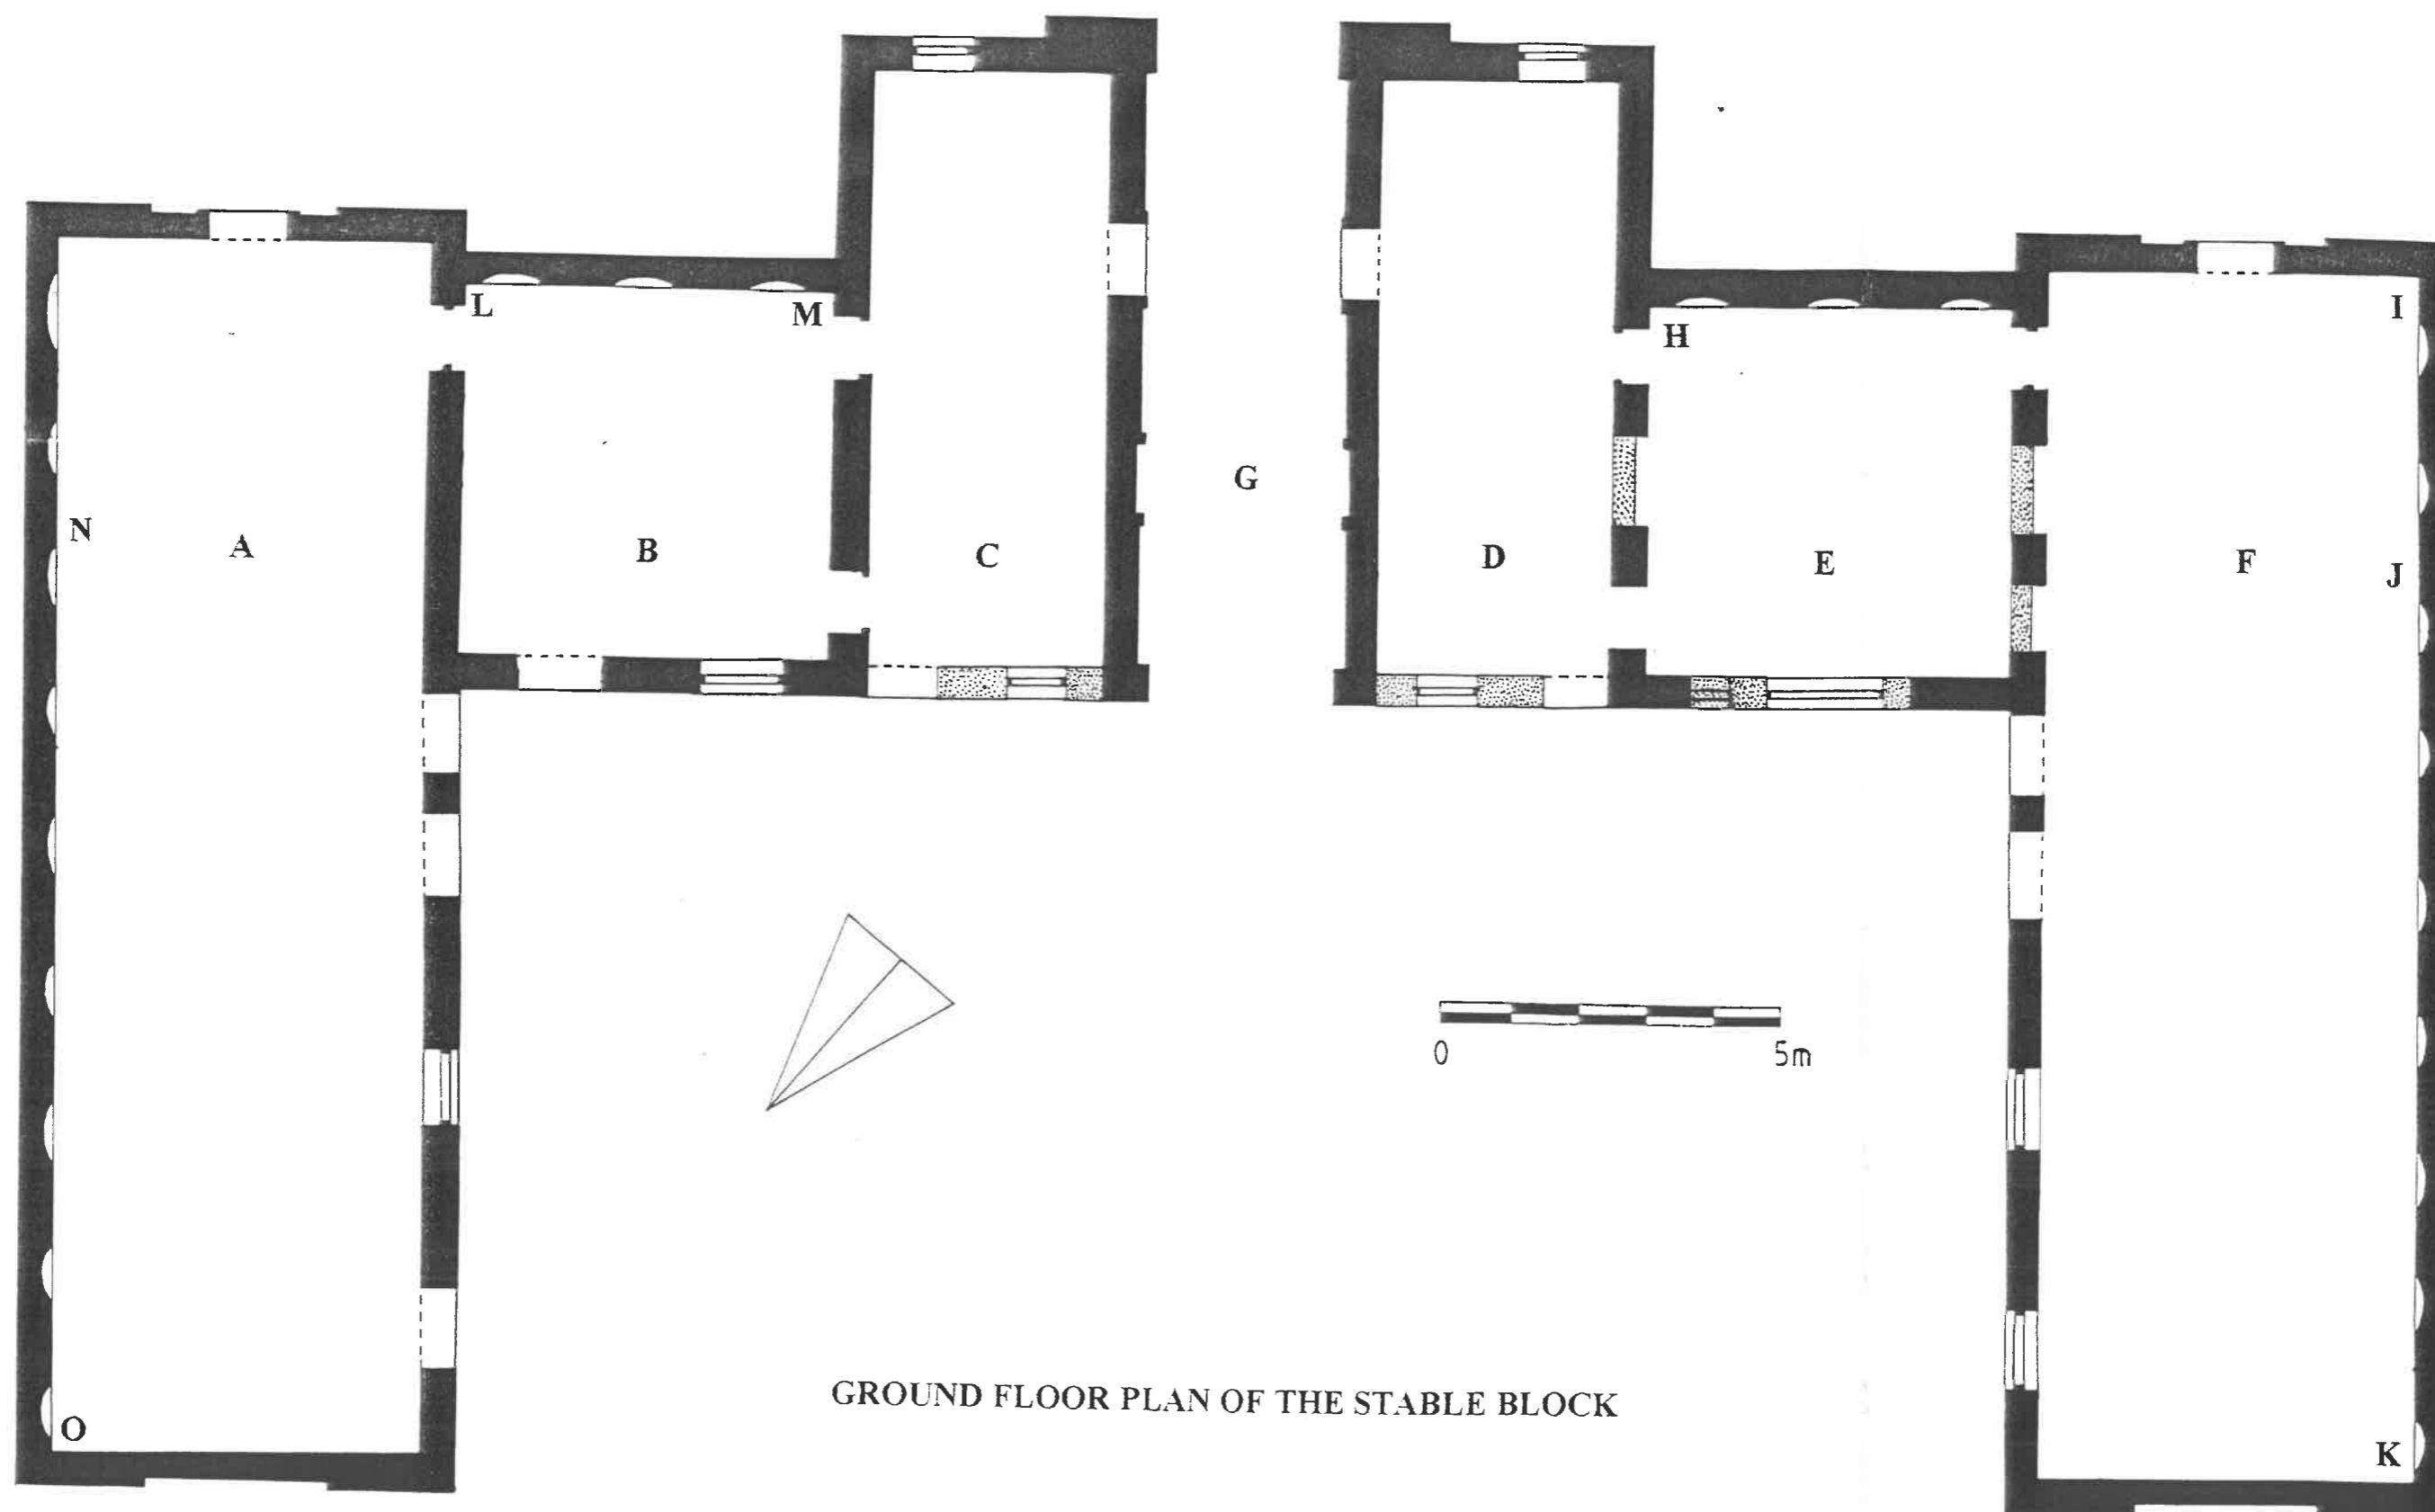 I
L
M
H
G
N
A
B
C
D
E
F
J
0 5m
GROUND FLOOR PLAN OF THE STABLE BLOCK
O
K